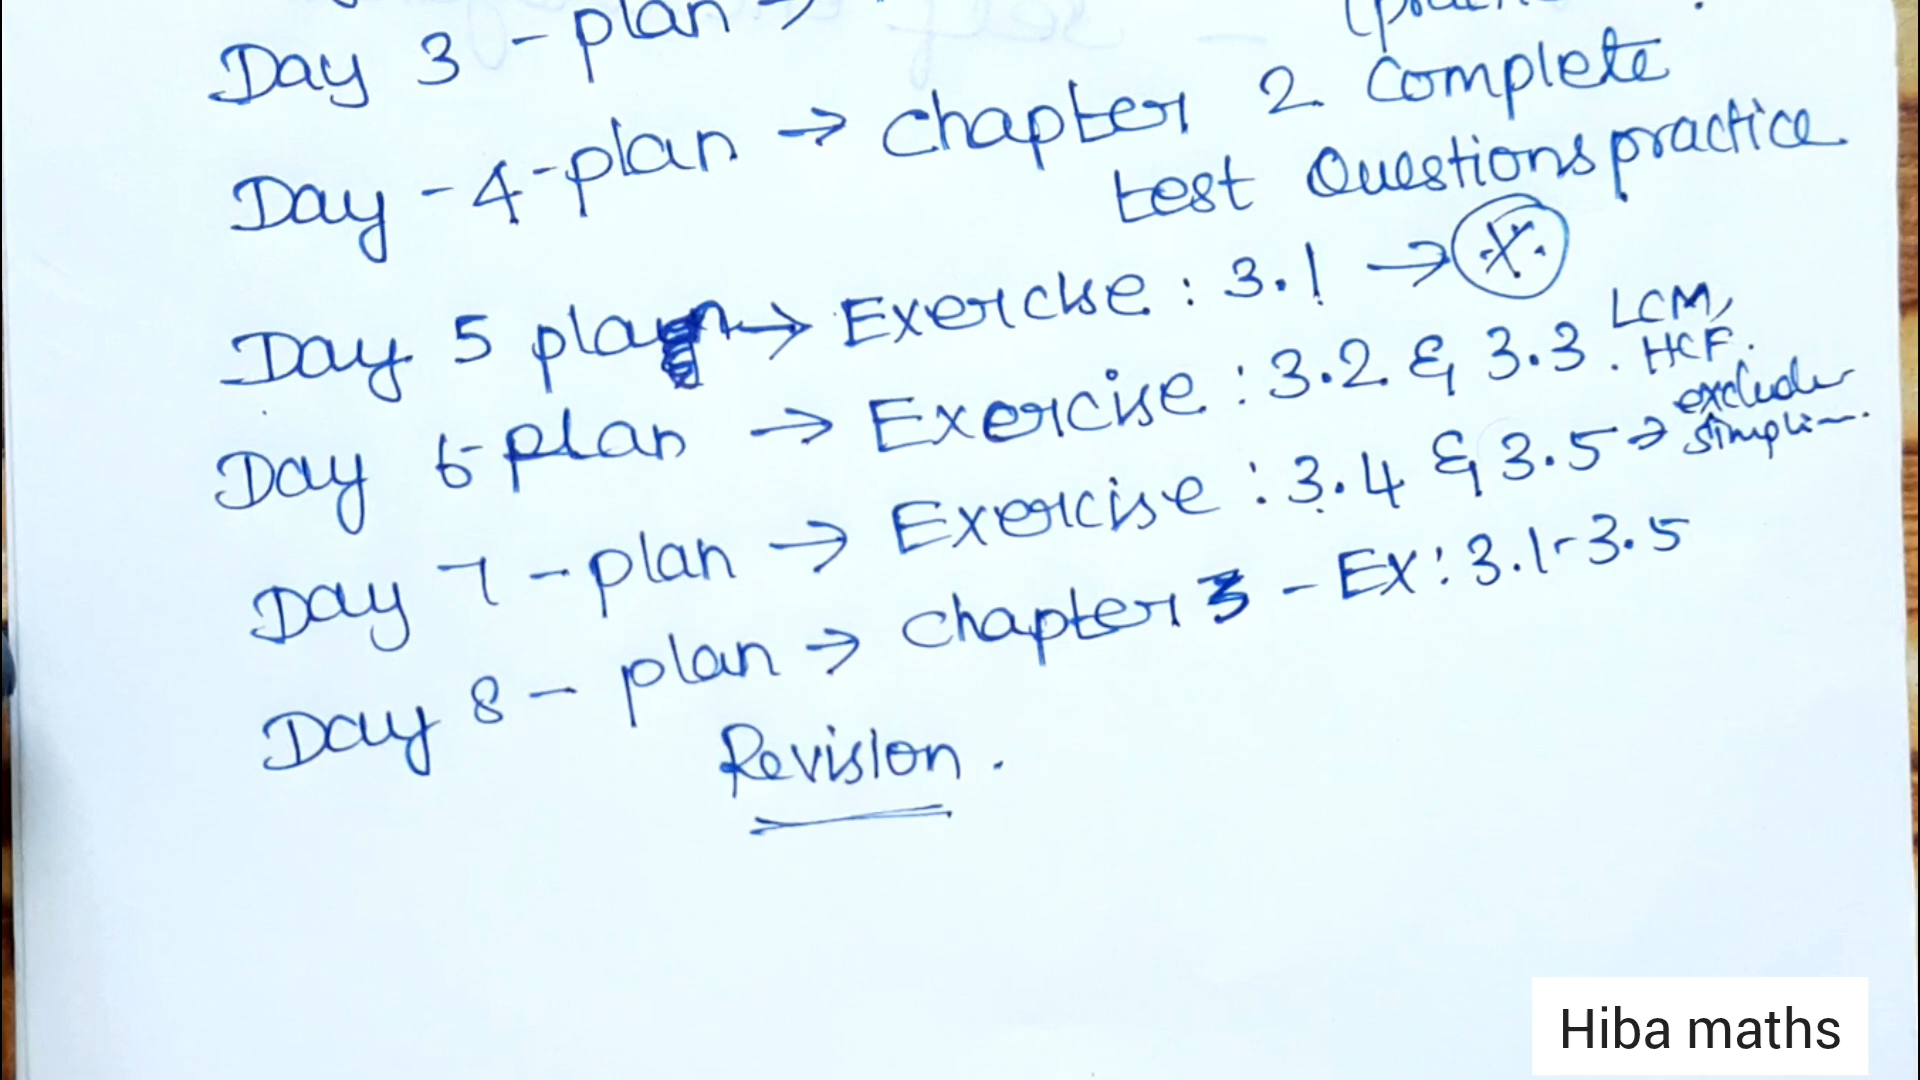 Day 3 - plan →
Day - 4 - plan → chapter 2 Complete
test Questions practice
Day 5 plan → Exercise : 3.1 →
Day 6 plan → Exercise : 3.2 & 3.3. LCM,
HCF.
Day 7 - plan → Exercise : 3.4 & 3.5 → exclude
Day 8 - plan → chapter 3 - Ex : 3.1 - 3.5
Revision.
Hiba maths